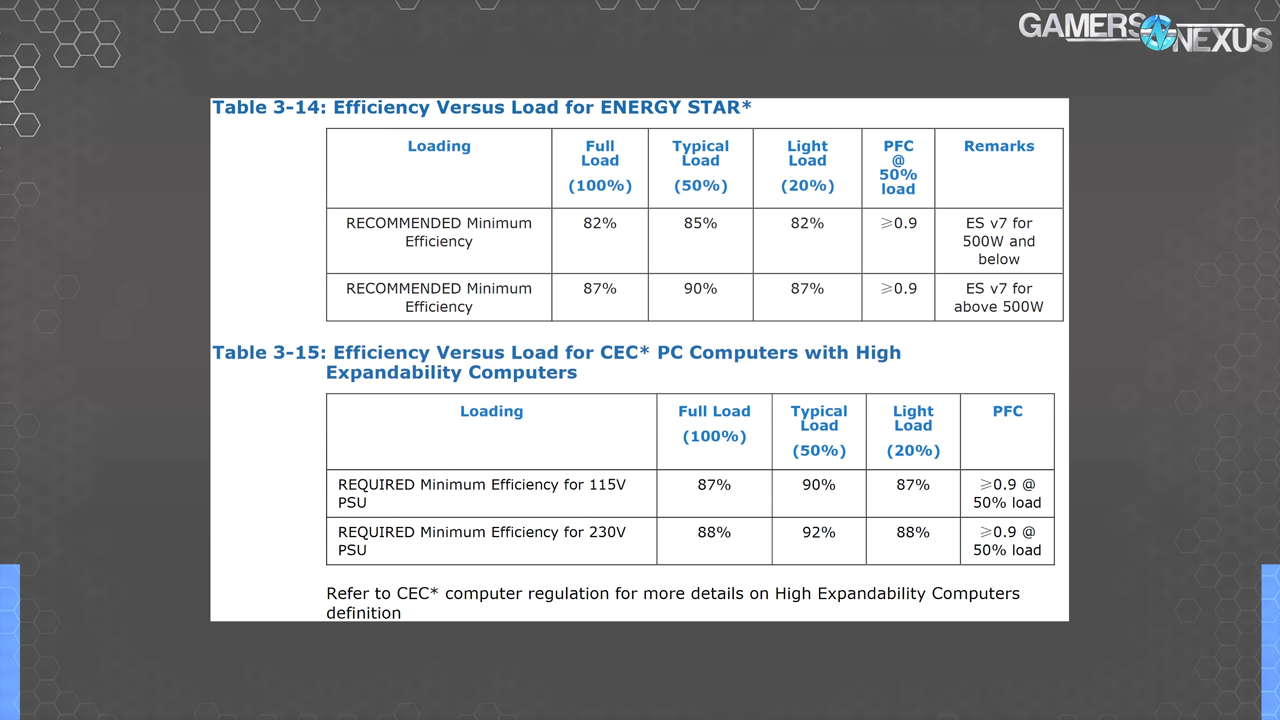 GAMERS NEXUS
Table 3-14: Efficiency Versus Load for ENERGY STAR*
Loading
Full
Load
(100%)
Typical
Load
(50%)
Light
Load
(20%)
PFC
@
50%
load
Remarks
RECOMMENDED Minimum
Efficiency
82%
85%
82%
⩾0.9
ES v7 for
500W and
below
RECOMMENDED Minimum
Efficiency
87%
90%
87%
⩾0.9
ES v7 for
above 500W
Table 3-15: Efficiency Versus Load for CEC* PC Computers with High
Expandability Computers
Loading
Full Load
(100%)
Typical
Load
(50%)
Light
Load
(20%)
PFC
REQUIRED Minimum Efficiency for 115V
PSU
87%
90%
87%
⩾0.9 @
50% load
REQUIRED Minimum Efficiency for 230V
PSU
88%
92%
88%
⩾0.9 @
50% load
Refer to CEC* computer regulation for more details on High Expandability Computers
definition